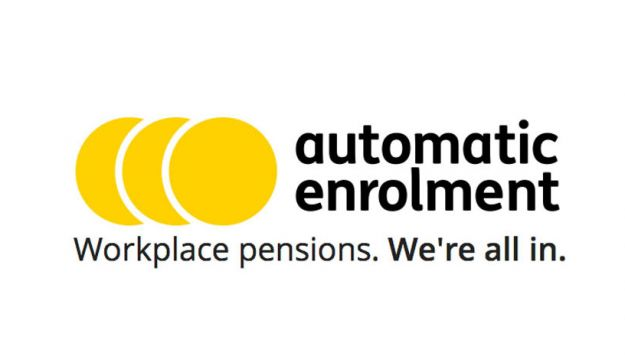 automatic
enrolment
Workplace pensions. We're all in.